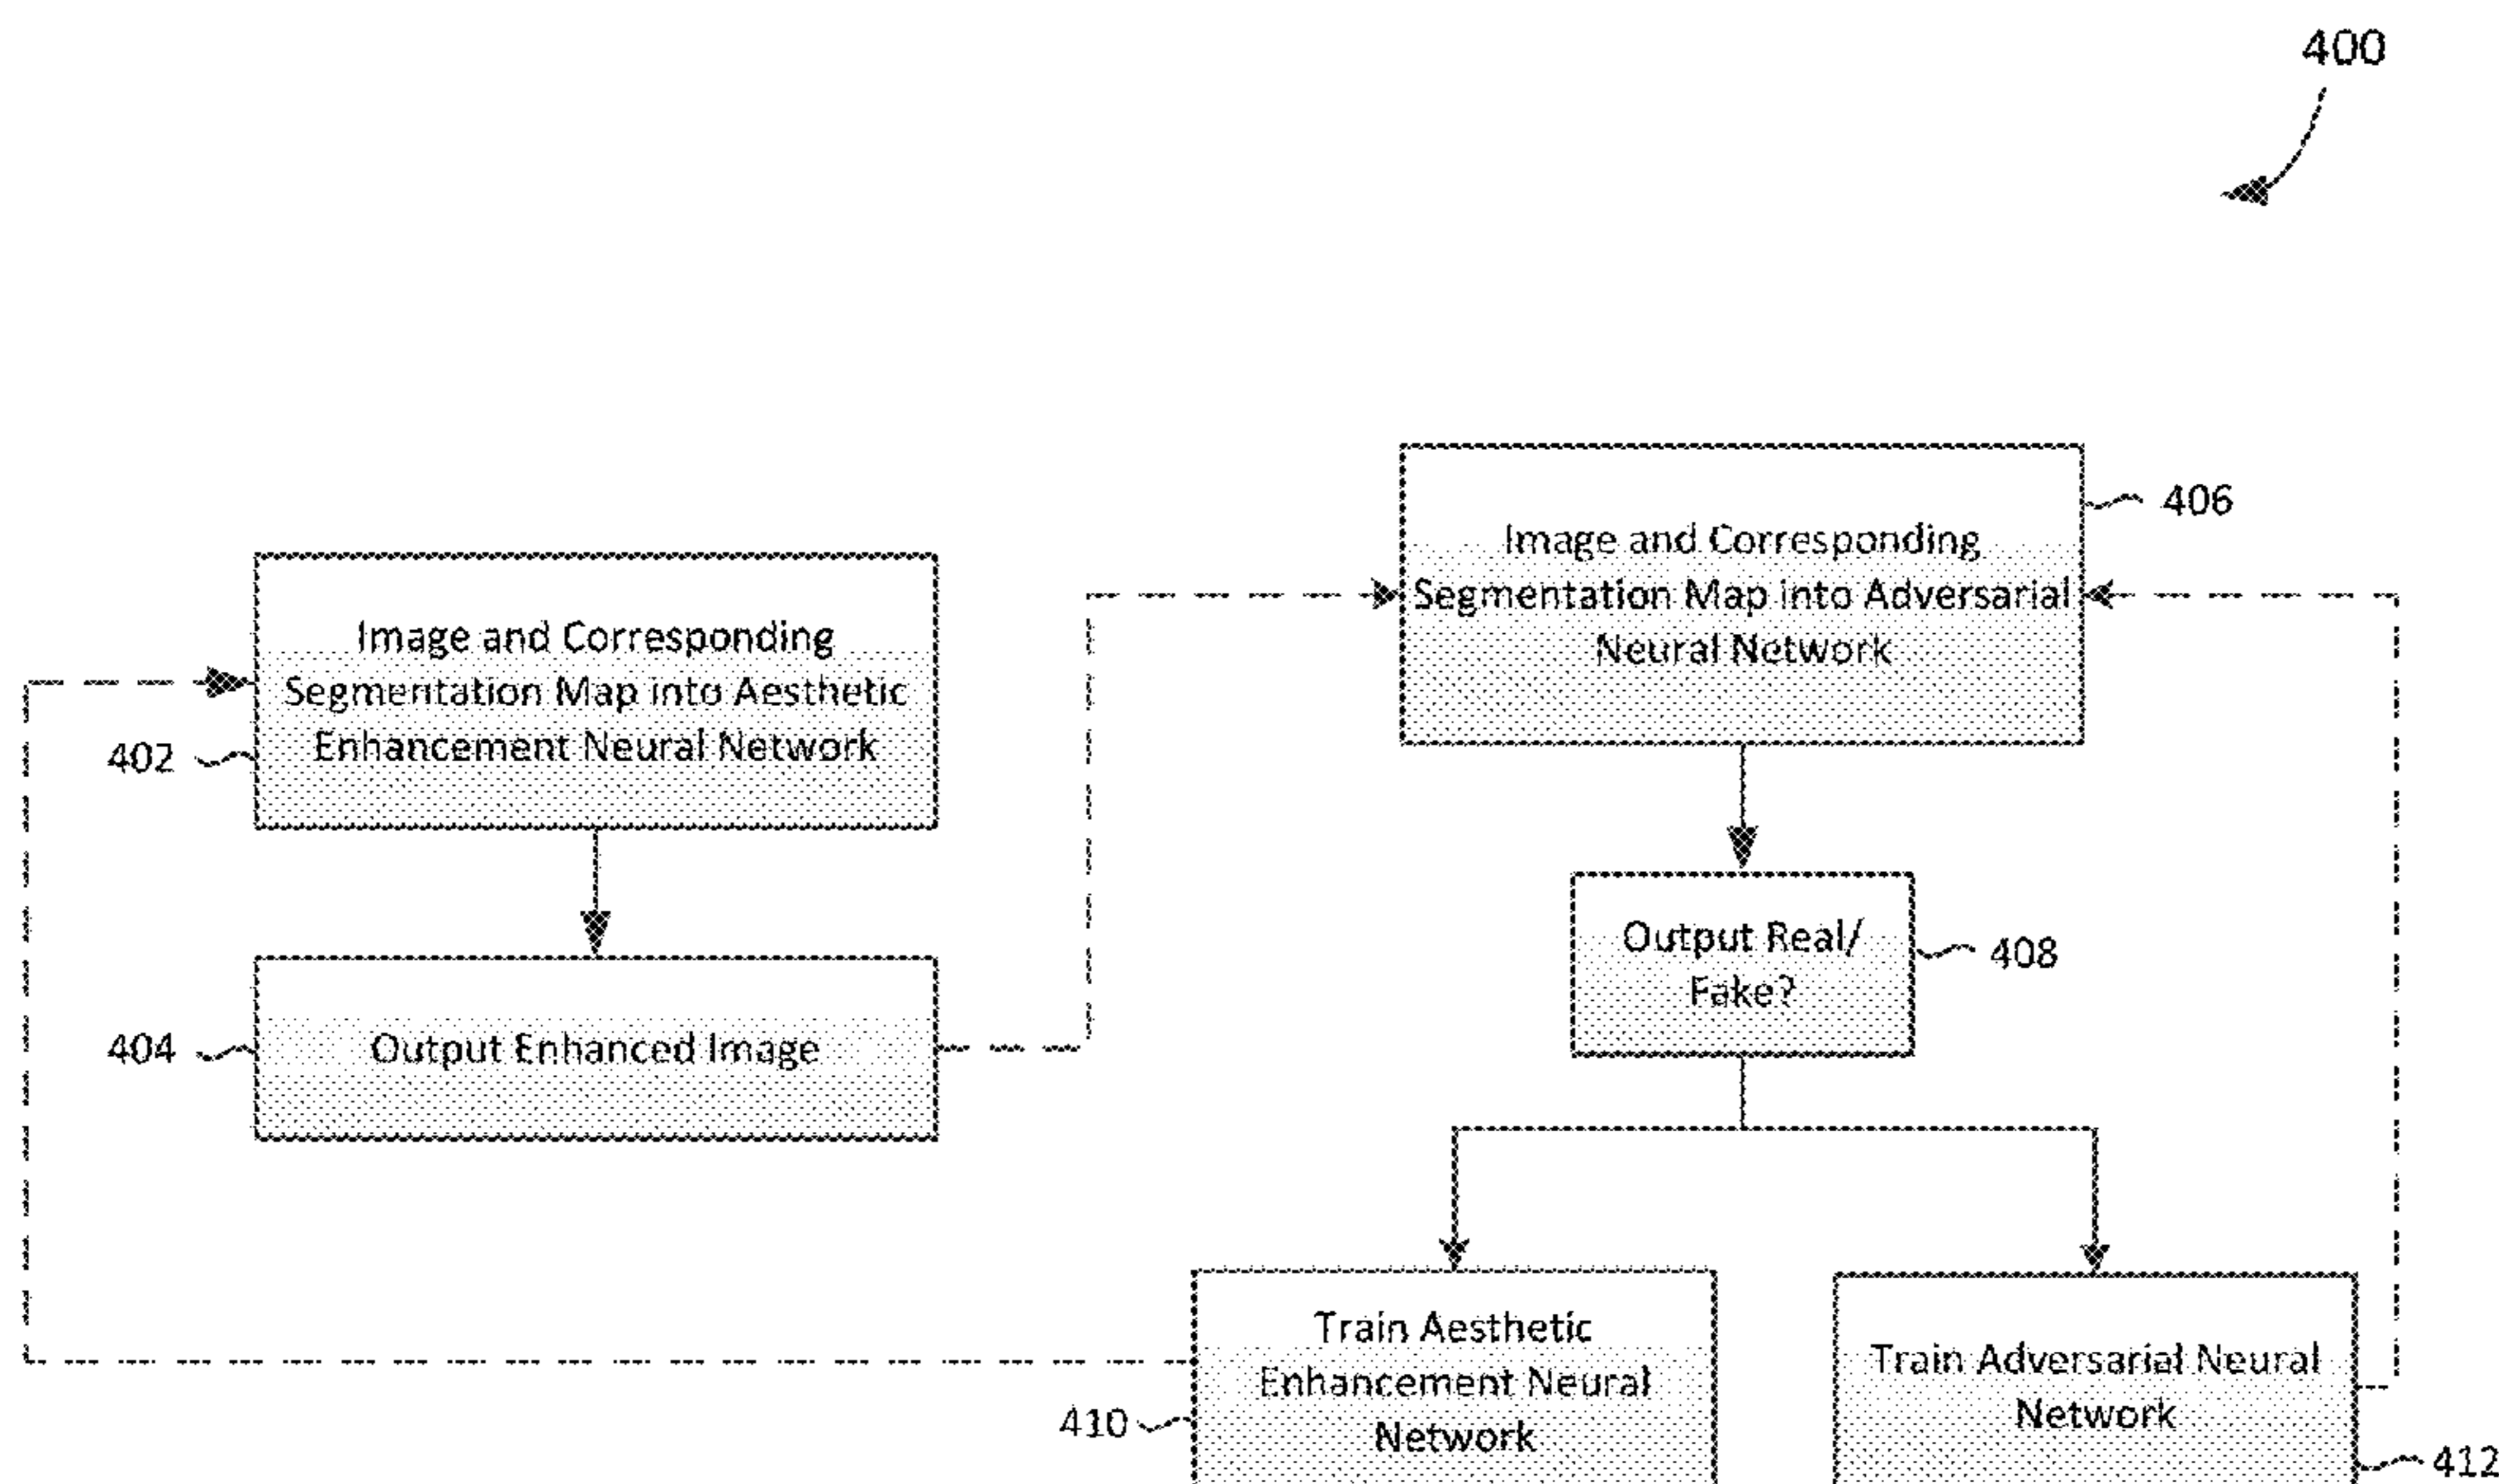 400
Image and Corresponding
Segmentation Map into Aesthetic
Enhancement Neural Network
402
Output Enhanced Image
404
Image and Corresponding
Segmentation Map into Adversarial
Neural Network
406
Output Real/
Fake?
408
Train Aesthetic
Enhancement Neural
Network
410
Train Adversarial Neural
Network
412